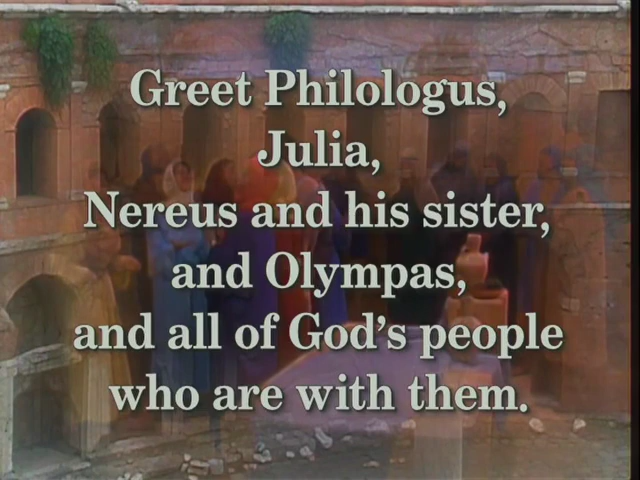 Greet Philologus,
Julia,
Nereus and his sister,
and Olympas,
and all of God's people
who are with them.